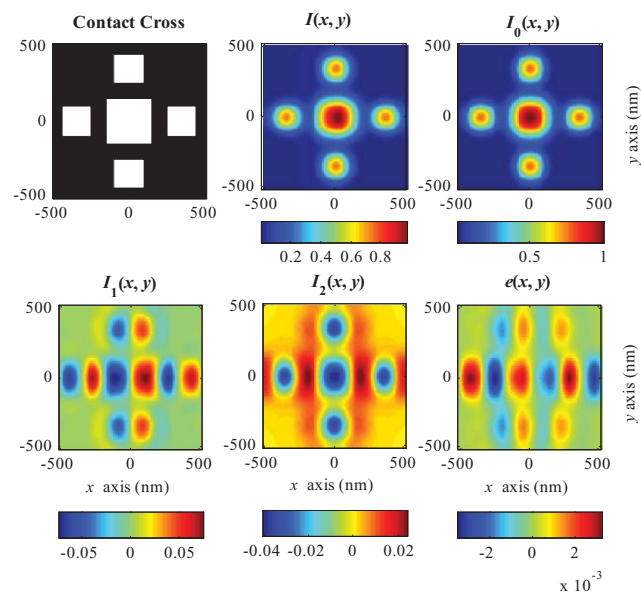 Contact Cross
I(x, y)
I₀(x, y)
500
0
-500
-500 0 500
500
0
-500
-500 0 500
500
0
-500
-500 0 500
y axis (nm)
0.2 0.4 0.6 0.8
0.5 1
I₁(x, y)
I₂(x, y)
e(x, y)
500
0
-500
-500 0 500
x axis (nm)
500
0
-500
-500 0 500
x axis (nm)
500
0
-500
-500 0 500
x axis (nm)
y axis (nm)
-0.05 0 0.05
-0.04 -0.02 0 0.02
-2 0 2
x 10⁻³